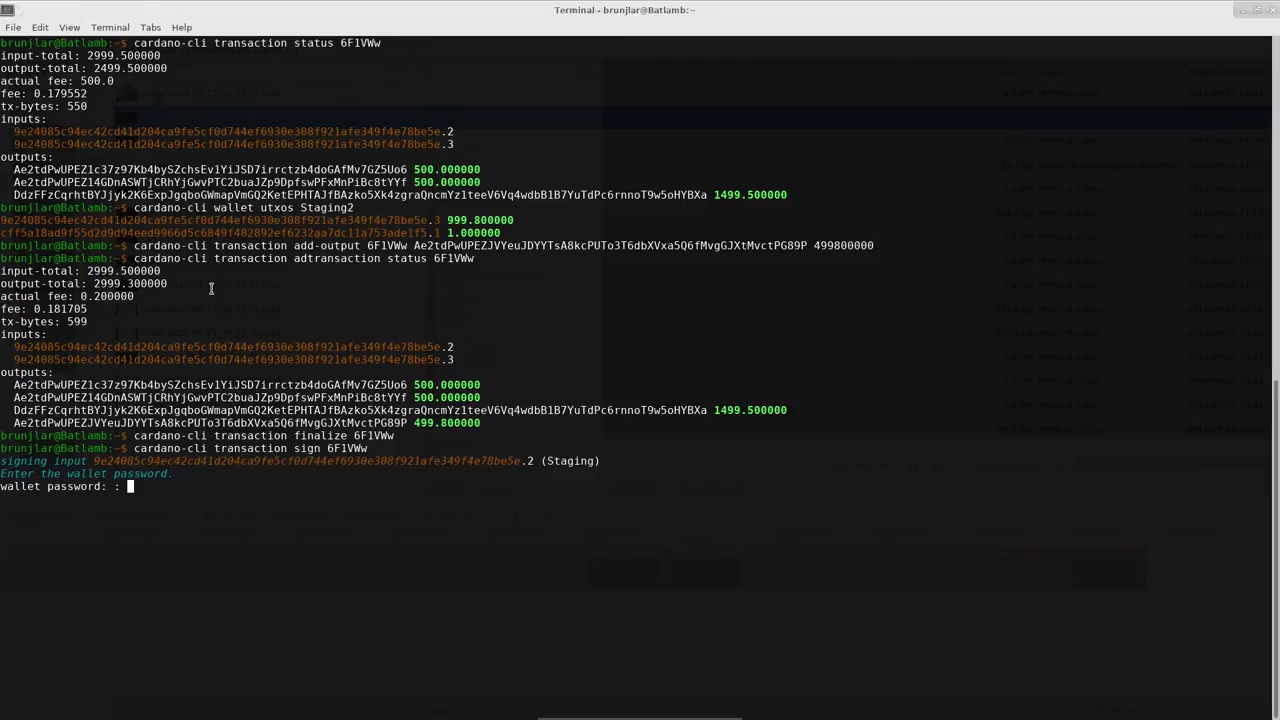 Terminal - brunjlar@Batlamb:~
File Edit View Terminal Tabs Help
brunjlar@Batlamb:~$ cardano-cli transaction status 6F1VWw
input-total: 2999.500000
output-total: 2499.500000
actual fee: 500.0
fee: 0.179552
tx-bytes: 550
inputs:
9e24085c94ec42cd41d204ca9fe5cf0d744ef6930e308f921afe349f4e78be5e.2
9e24085c94ec42cd41d204ca9fe5cf0d744ef6930e308f921afe349f4e78be5e.3
outputs:
Ae2tdPwUPEZ1c37z97Kb4bySZchsEv1YiJSD7irrctzb4doGAfMv7GZ5Uo6 500.000000
Ae2tdPwUPEZ14GDnASWTjCRhYjGwvPTC2buaJZp9DpfswPFxMnPiBc8tYYf 500.000000
DdzFFzCqrhtBYJjyk2K6ExpJgqboGWmapVmGQ2KetEPHTAJfBAzko5Xk4zgraQncmYz1teeV6Vq4wdbB1B7YuTdPc6rnnoT9w5oHYBXa 1499.500000
brunjlar@Batlamb:~$ cardano-cli wallet utxos Staging2
9e24085c94ec42cd41d204ca9fe5cf0d744ef6930e308f921afe349f4e78be5e.3 999.800000
cff5a18ad9f55d2d9d94eed9966d5c6849f482892ef6232aa7dc11a753ade1f5.1 1.000000
brunjlar@Batlamb:~$ cardano-cli transaction add-output 6F1VWw Ae2tdPwUPEZJVYeuJDYYTsA8kcPUTo3T6dbXVxa5Q6fMvgGJXtMvctPG89P 499800000
brunjlar@Batlamb:~$ cardano-cli transaction adtransaction status 6F1VWw
input-total: 2999.500000
output-total: 2999.300000
actual fee: 0.200000
fee: 0.181705
tx-bytes: 599
inputs:
9e24085c94ec42cd41d204ca9fe5cf0d744ef6930e308f921afe349f4e78be5e.2
9e24085c94ec42cd41d204ca9fe5cf0d744ef6930e308f921afe349f4e78be5e.3
outputs:
Ae2tdPwUPEZ1c37z97Kb4bySZchsEv1YiJSD7irrctzb4doGAfMv7GZ5Uo6 500.000000
Ae2tdPwUPEZ14GDnASWTjCRhYjGwvPTC2buaJZp9DpfswPFxMnPiBc8tYYf 500.000000
DdzFFzCqrhtBYJjyk2K6ExpJgqboGWmapVmGQ2KetEPHTAJfBAzko5Xk4zgraQncmYz1teeV6Vq4wdbB1B7YuTdPc6rnnoT9w5oHYBXa 1499.500000
Ae2tdPwUPEZJVYeuJDYYTsA8kcPUTo3T6dbXVxa5Q6fMvgGJXtMvctPG89P 499.800000
brunjlar@Batlamb:~$ cardano-cli transaction finalize 6F1VWw
brunjlar@Batlamb:~$ cardano-cli transaction sign 6F1VWw
signing input 9e24085c94ec42cd41d204ca9fe5cf0d744ef6930e308f921afe349f4e78be5e.2 (Staging)
Enter the wallet password.
wallet password: :